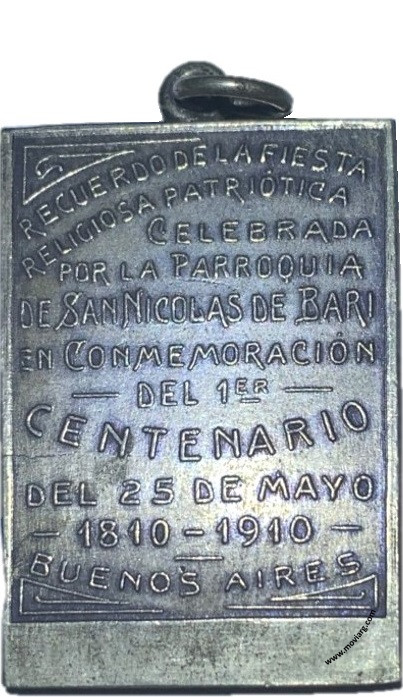 RECUERDO DE LA FIESTA
RELIGIOSA PATRIÓTICA
CELEBRADA
POR LA PARROQUIA
DE SAN NICOLAS DE BARI
EN CONMEMORACIÓN
— DEL 1ER —
CENTENARIO
DEL 25 DE MAYO
— 1810 - 1910 —
BUENOS AIRES
www.moviarg.com